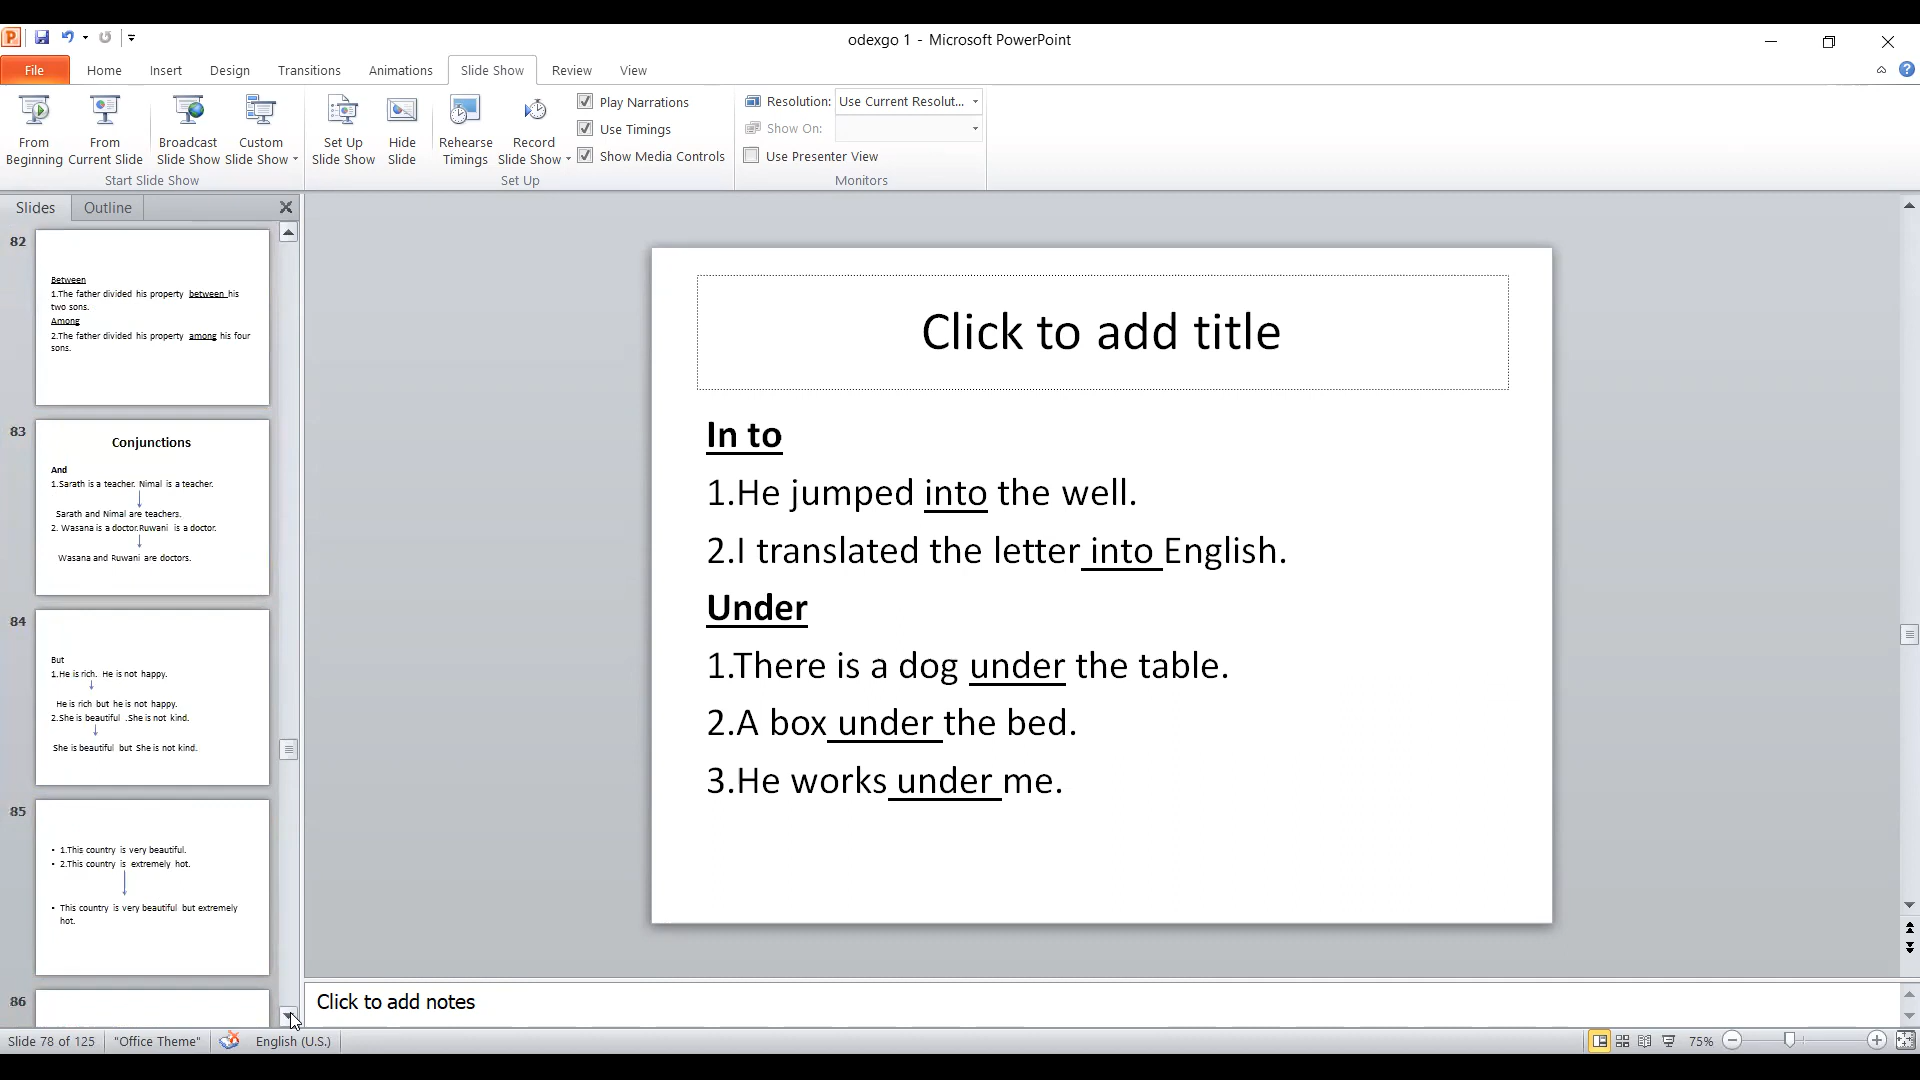 odexgo 1 - Microsoft PowerPoint
File Home Insert Design Transitions Animations Slide Show Review View
From Beginning
From Current Slide
Broadcast Slide Show
Custom Slide Show
Start Slide Show
Set Up Slide Show
Hide Slide
Rehearse Timings
Record Slide Show
Play Narrations
Use Timings
Show Media Controls
Set Up
Resolution: Use Current Resolut...
Show On:
Use Presenter View
Monitors
Slides Outline
82
Between
1.The father divided his property between his
two sons.
Among
2.The father divided his property among his four
sons.
83
Conjunctions
And
1.Sarath is a teacher. Nimal is a teacher.
Sarath and Nimal are teachers.
2. Wasana is a doctor.Ruwani is a doctor.
Wasana and Ruwani are doctors.
84
But
1.He is rich. He is not happy.
He is rich but he is not happy.
2.She is beautiful .She is not kind.
She is beautiful but She is not kind.
85
• 1.This country is very beautiful.
• 2.This country is extremely hot.
• This country is very beautiful but extremely
hot.
86
Click to add title
In to
1.He jumped into the well.
2.I translated the letter into English.
Under
1.There is a dog under the table.
2.A box under the bed.
3.He works under me.
Click to add notes
Slide 78 of 125 "Office Theme" English (U.S.) 75%